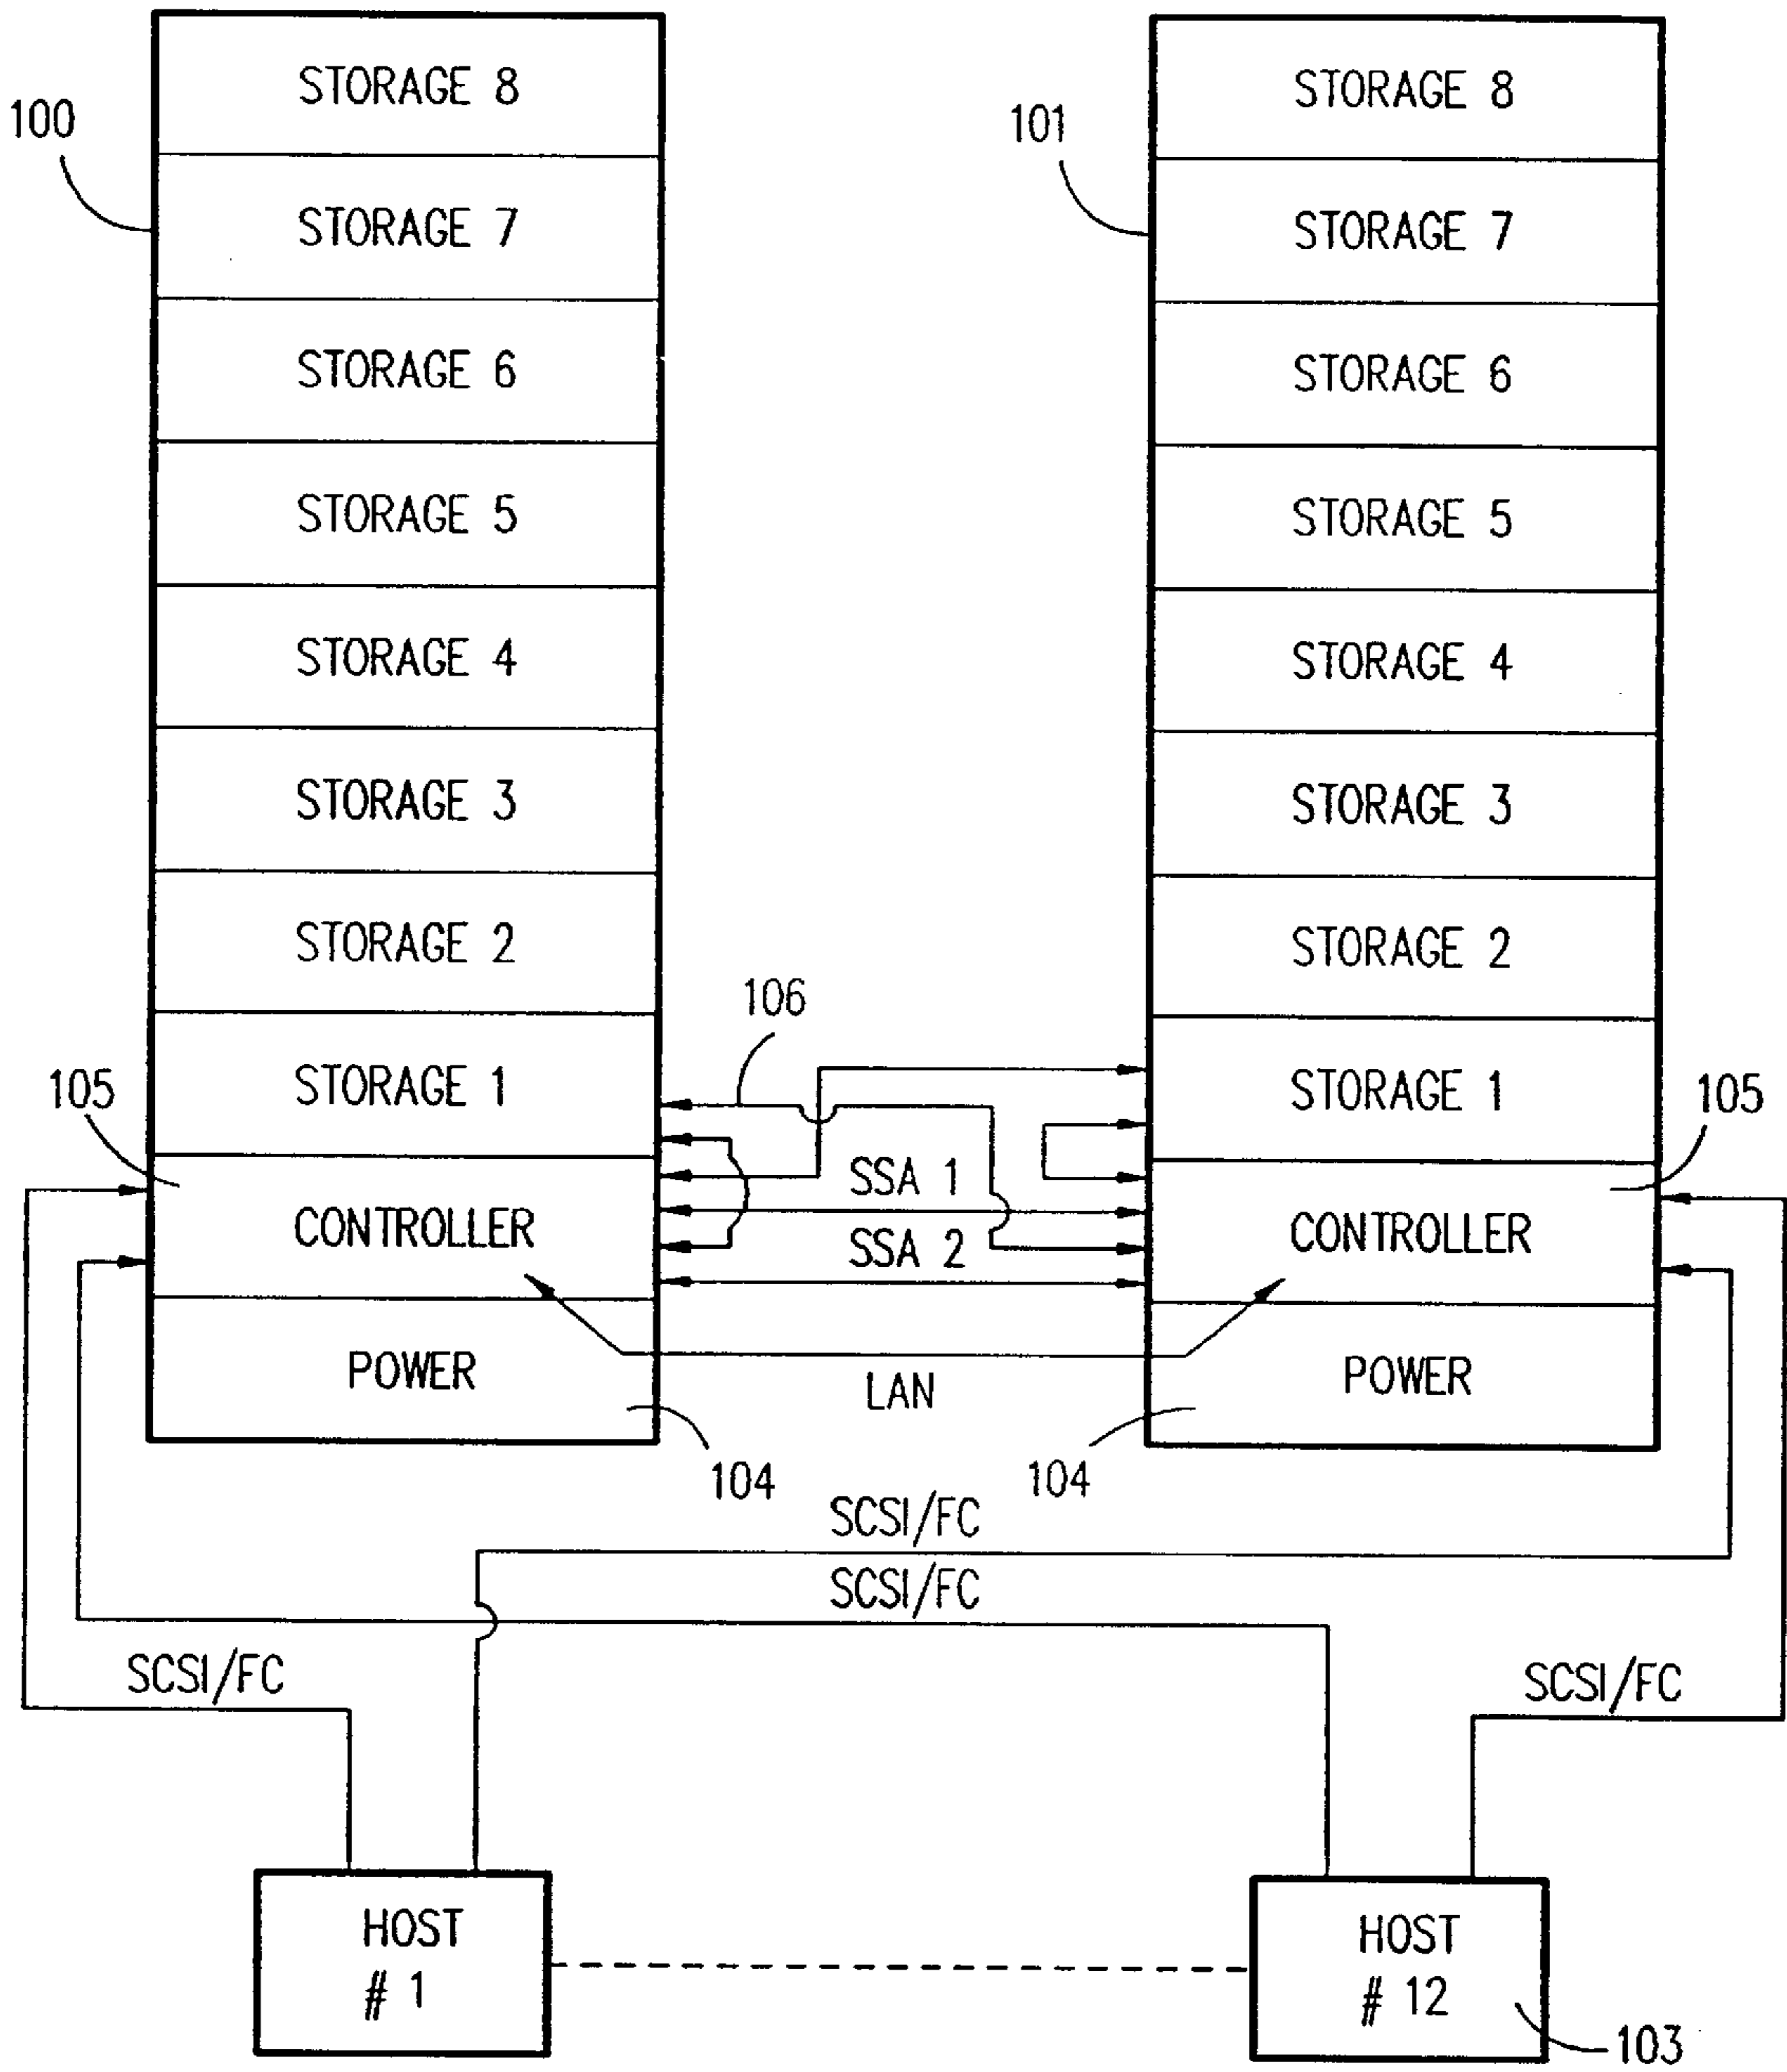 100
STORAGE 8
STORAGE 7
STORAGE 6
STORAGE 5
STORAGE 4
STORAGE 3
STORAGE 2
STORAGE 1
105
CONTROLLER
POWER
104
101
STORAGE 8
STORAGE 7
STORAGE 6
STORAGE 5
STORAGE 4
STORAGE 3
STORAGE 2
STORAGE 1
105
CONTROLLER
POWER
104
106
SSA 1
SSA 2
LAN
SCSI/FC
SCSI/FC
SCSI/FC
SCSI/FC
HOST
# 1
HOST
# 12
103